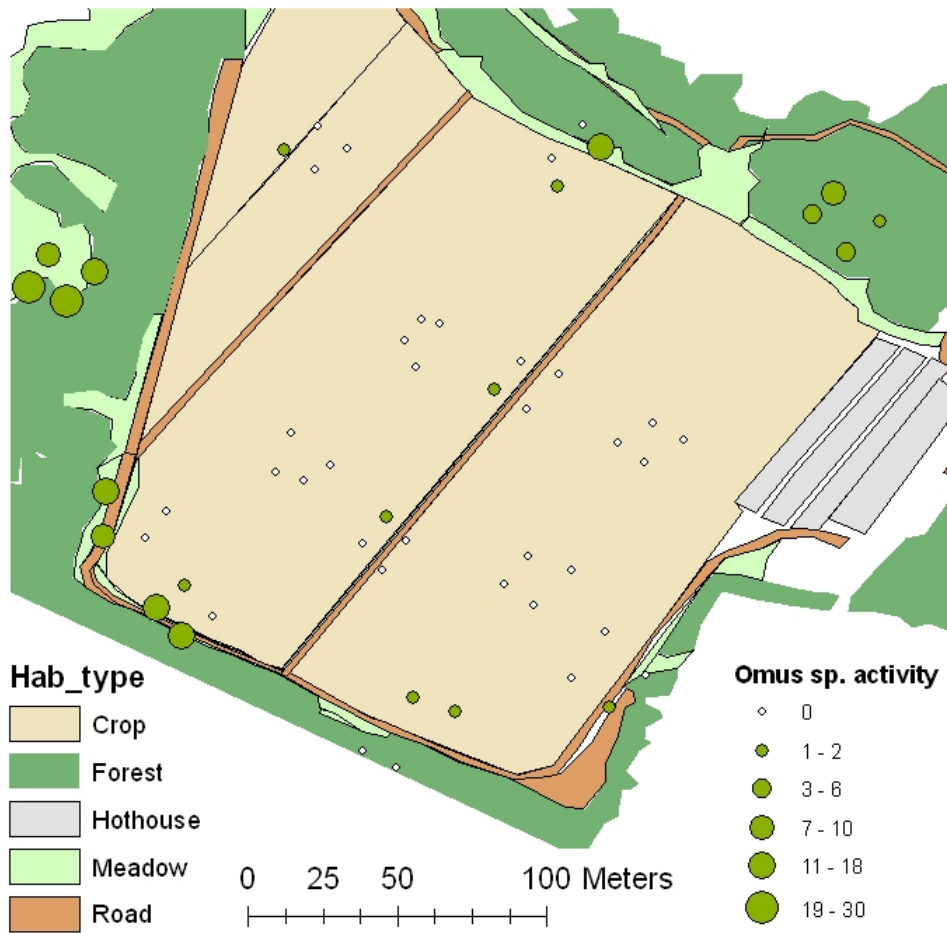 Hab_type
Crop
Forest
Hothouse
Meadow
Road
0 25 50 100 Meters
Omus sp. activity
0
1 - 2
3 - 6
7 - 10
11 - 18
19 - 30